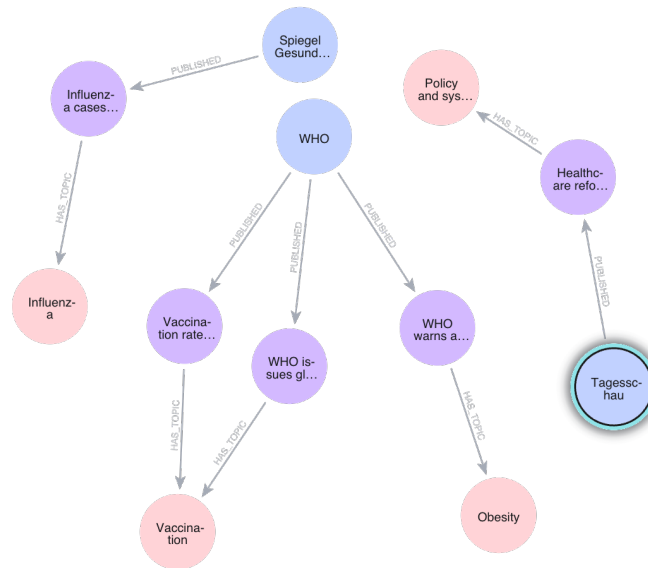 Spiegel
Gesund...
PUBLISHED
Influenz-
a cases...
HAS_TOPIC
Influenz-
a
WHO
PUBLISHED
PUBLISHED
PUBLISHED
Vaccina-
tion rate...
WHO is-
sues gl...
WHO
warns a...
HAS_TOPIC
HAS_TOPIC
HAS_TOPIC
Vaccina-
tion
Obesity
Policy
and sys...
HAS_TOPIC
Healthc-
are refo...
PUBLISHED
Tagessc-
hau